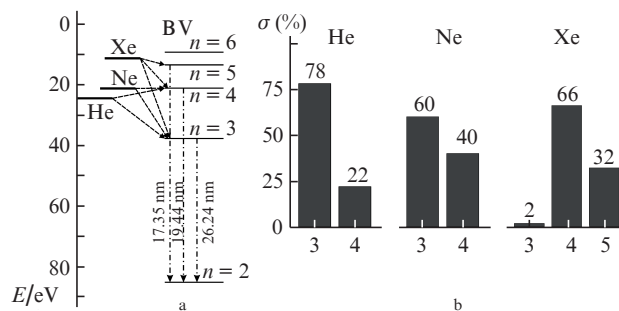 0
20
40
60
80
E/eV
BV
Xe
Ne
He
n = 6
n = 5
n = 4
n = 3
n = 2
17.35 nm
19.44 nm
26.24 nm
a
σ (%)
75
50
25
0
He
78
22
3 4
Ne
60
40
3 4
Xe
2
66
32
3 4 5
b